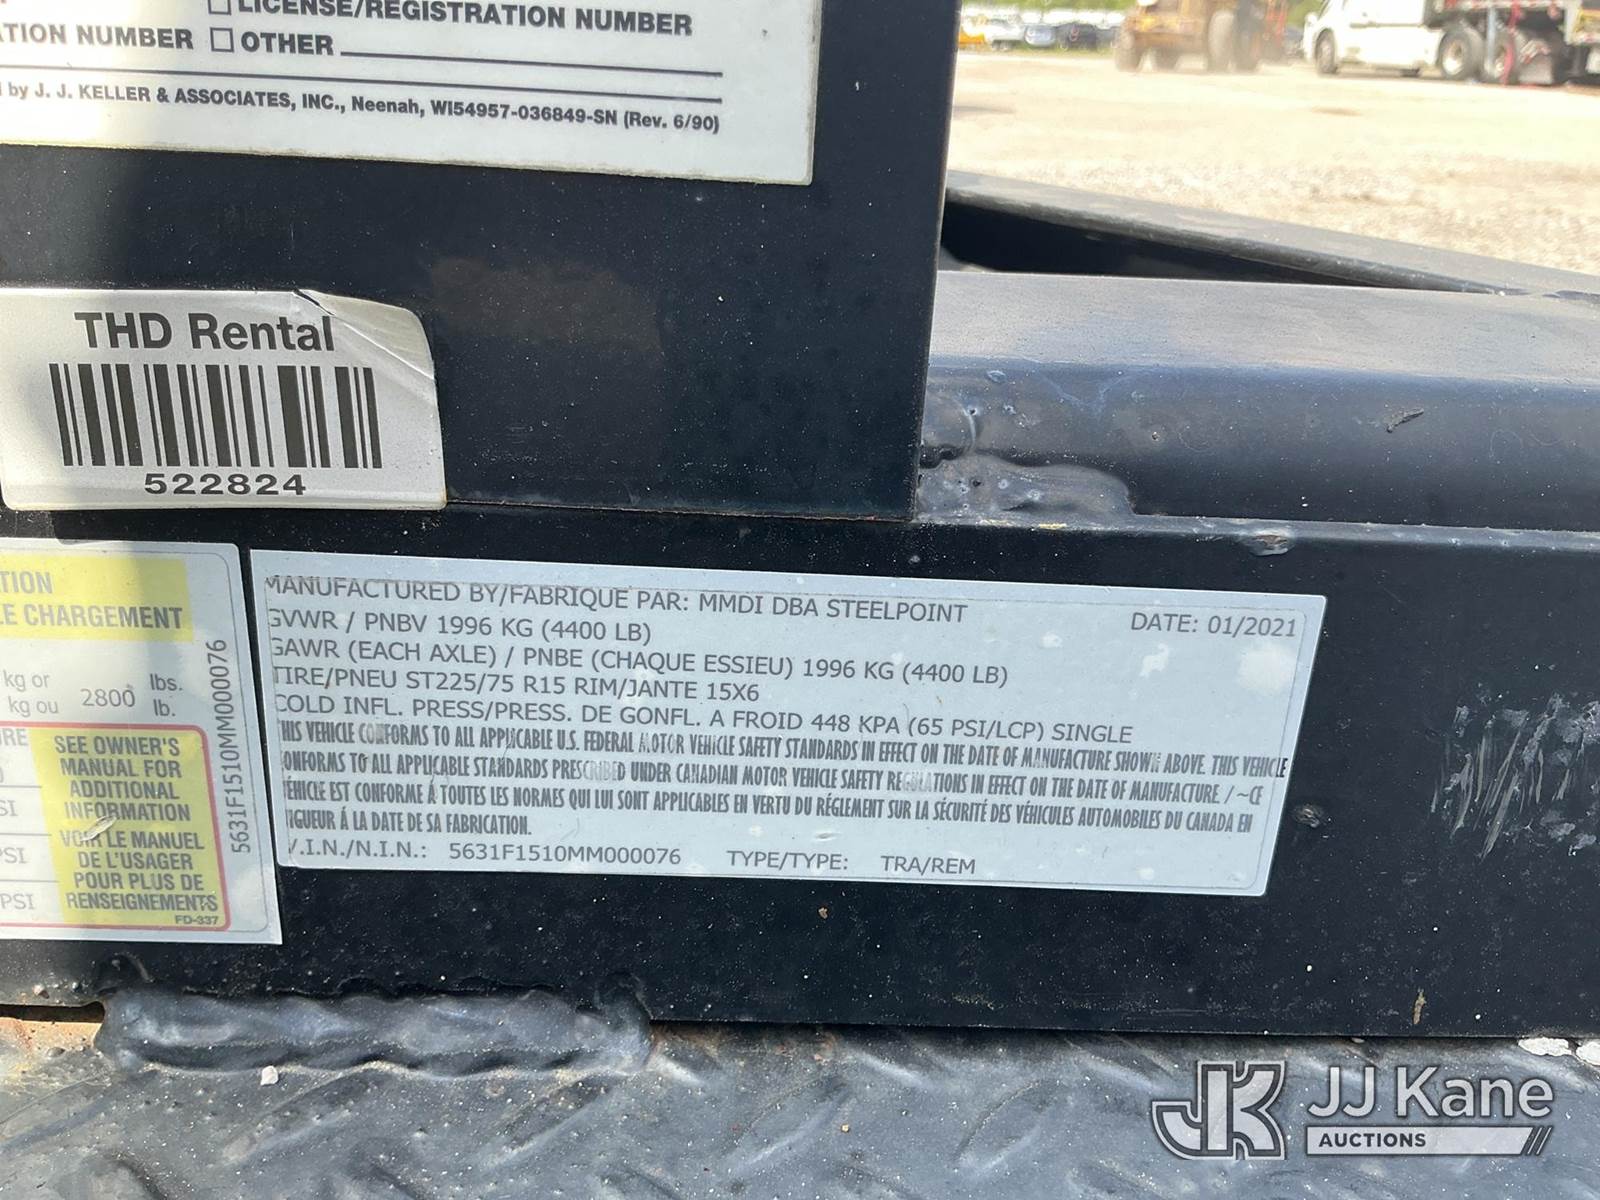 LICENSE/REGISTRATION NUMBER
NUMBER OTHER
by J. J. KELLER & ASSOCIATES, INC., Neenah, WI54957-036849-SN (Rev. 6/90)
THD Rental
522824
LE CHARGEMENT
kg or 2800 lbs.
kg ou lb.
SEE OWNER'S
MANUAL FOR
ADDITIONAL
INFORMATION
VOIR LE MANUEL
DE L'USAGER
POUR PLUS DE
RENSEIGNEMENTS
FD-337
PSI
5631F1510MM000076
MANUFACTURED BY/FABRIQUE PAR: MMDI DBA STEELPOINT DATE: 01/2021
GVWR / PNBV 1996 KG (4400 LB)
GAWR (EACH AXLE) / PNBE (CHAQUE ESSIEU) 1996 KG (4400 LB)
TIRE/PNEU ST225/75 R15 RIM/JANTE 15X6
COLD INFL. PRESS/PRESS. DE GONFL. A FROID 448 KPA (65 PSI/LCP) SINGLE
THIS VEHICLE CONFORMS TO ALL APPLICABLE U.S. FEDERAL MOTOR VEHICLE SAFETY STANDARDS IN EFFECT ON THE DATE OF MANUFACTURE SHOWN ABOVE. THIS VEHICLE
CONFORMS TO ALL APPLICABLE STANDARDS PRESCRIBED UNDER CANADIAN MOTOR VEHICLE SAFETY REGULATIONS IN EFFECT ON THE DATE OF MANUFACTURE. / ~CE
VÉHICLE EST CONFORME Á TOUTES LES NORMES QUI LUI SONT APPLICABLES EN VERTU DU RÉGLEMENT SUR LA SÉCURITÉ DES VÉHICULES AUTOMOBILES DU CANADA EN
VIGUEUR Á LA DATE DE SA FABRICATION.
V.I.N./N.I.N.: 5631F1510MM000076 TYPE/TYPE: TRA/REM
JK JJ Kane
AUCTIONS